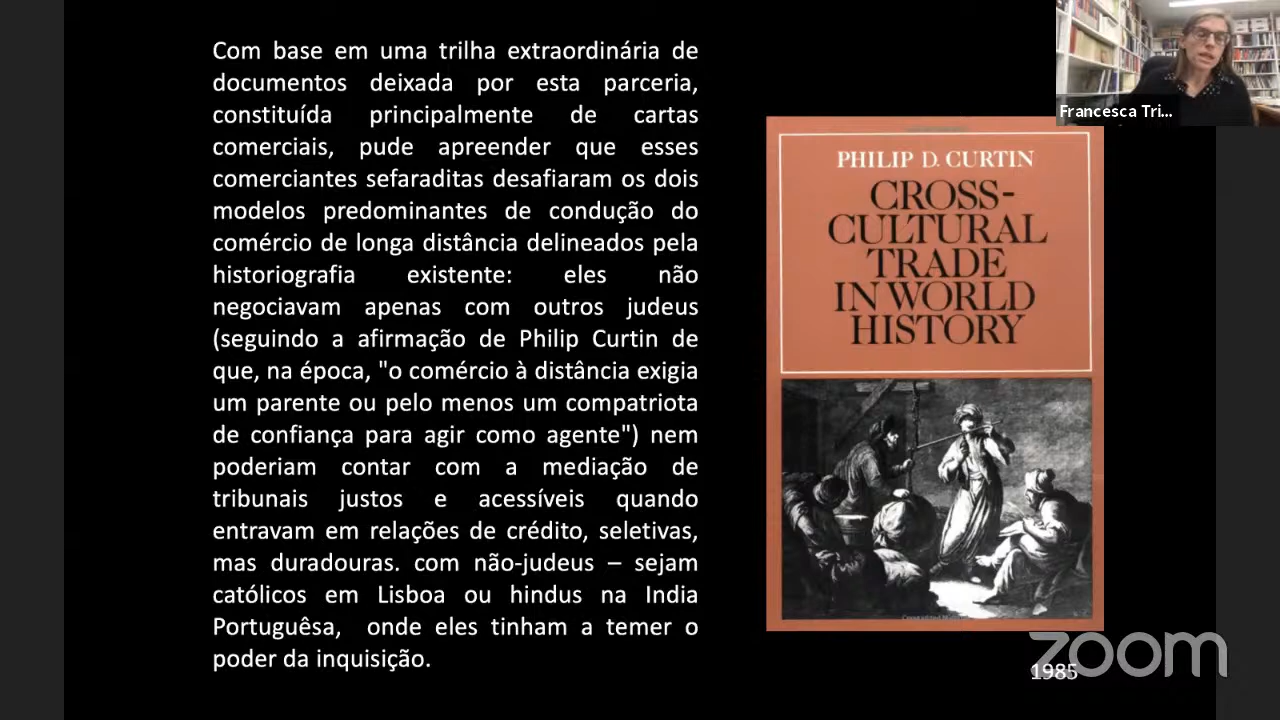 Com base em uma trilha extraordinária de
documentos deixada por esta parceria,
constituída principalmente de cartas
comerciais, pude apreender que esses
comerciantes sefaraditas desafiaram os dois
modelos predominantes de condução do
comércio de longa distância delineados pela
historiografia existente: eles não
negociavam apenas com outros judeus
(seguindo a afirmação de Philip Curtin de
que, na época, "o comércio à distância exigia
um parente ou pelo menos um compatriota
de confiança para agir como agente") nem
poderiam contar com a mediação de
tribunais justos e acessíveis quando
entravam em relações de crédito, seletivas,
mas duradouras. com não-judeus – sejam
católicos em Lisboa ou hindus na India
Portuguêsa, onde eles tinham a temer o
poder da inquisição.
PHILIP D. CURTIN
CROSS-
CULTURAL
TRADE
IN WORLD
HISTORY
1985
Francesca Tri...
zoom